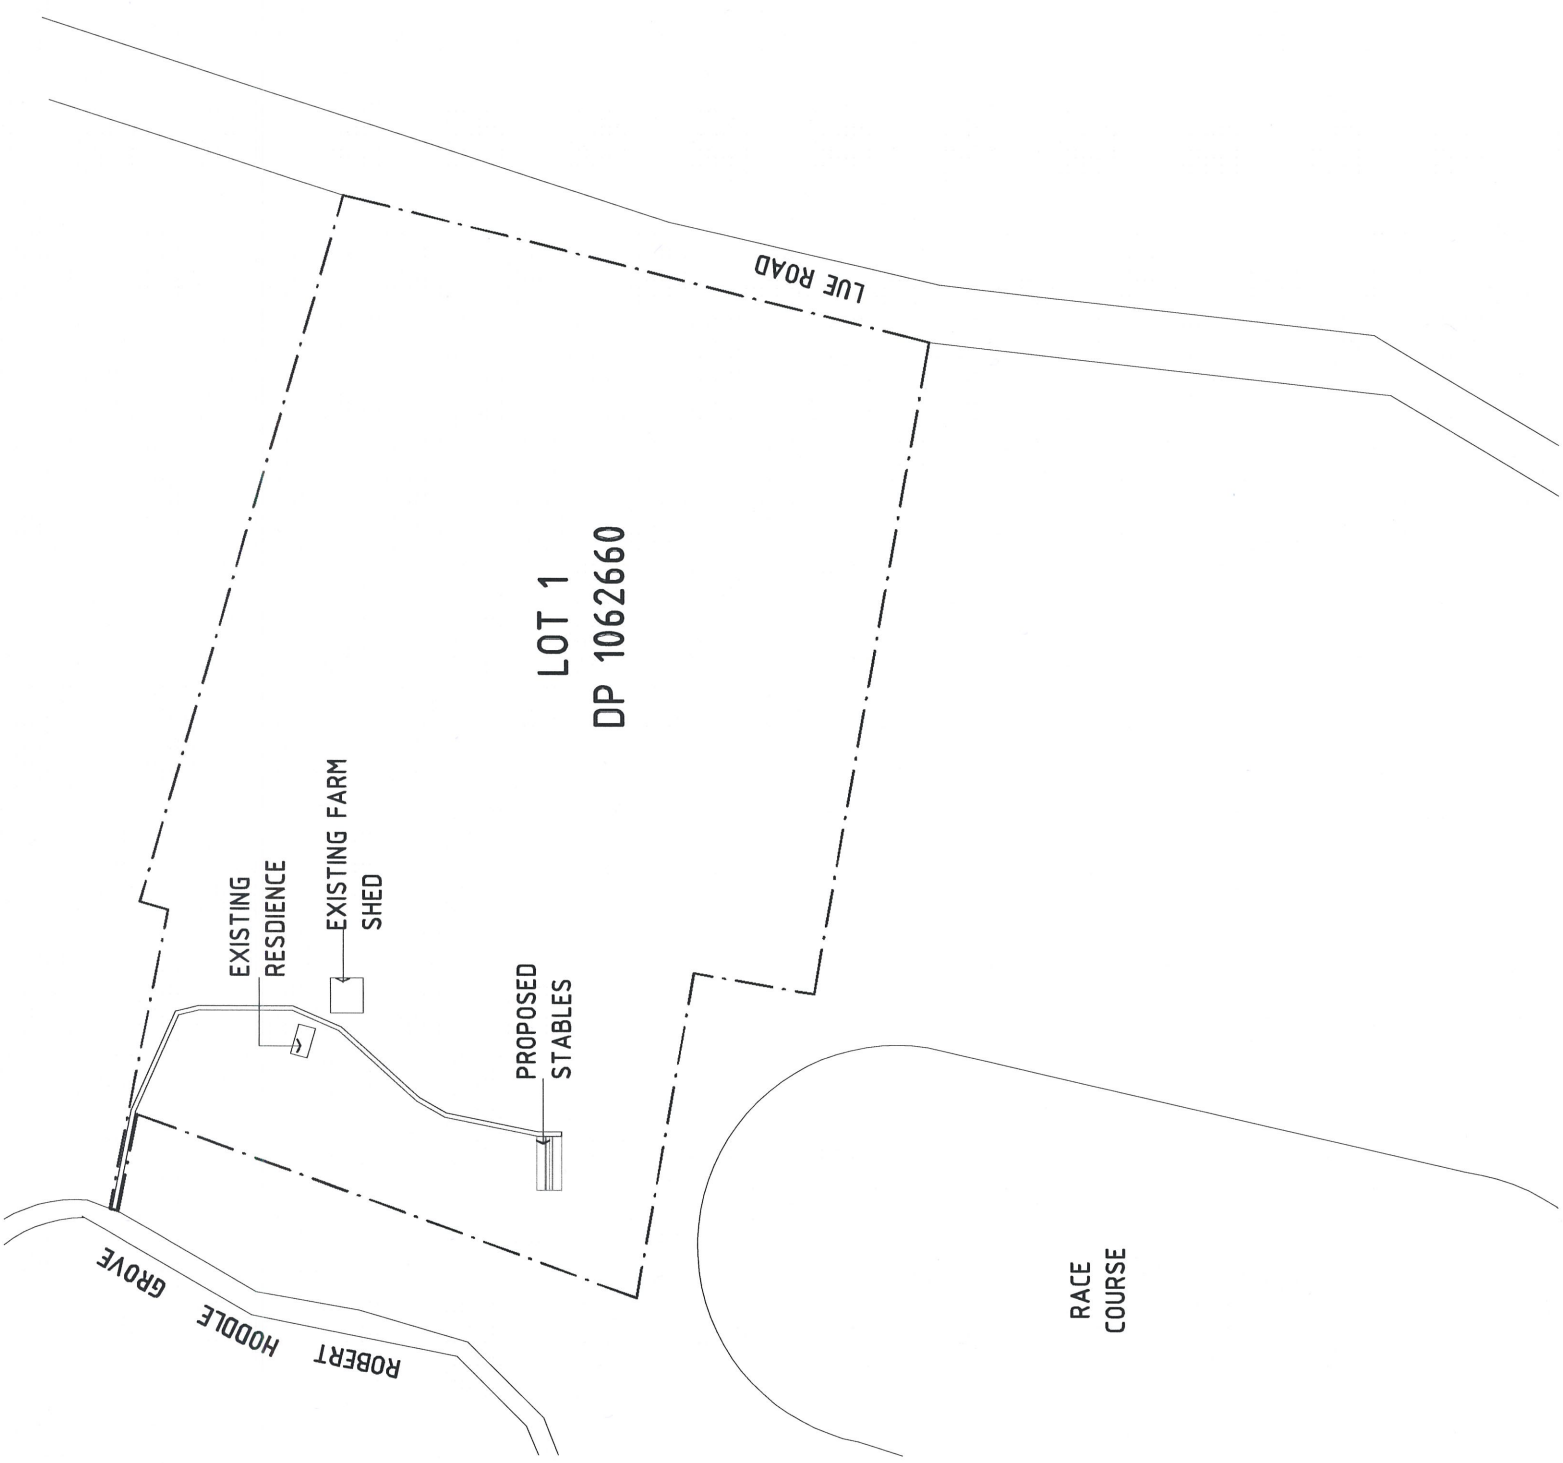 LUE ROAD
LOT 1
DP 1062660
EXISTING
RESDIENCE
EXISTING FARM
SHED
PROPOSED
STABLES
ROBERT HODDLE GROVE
RACE
COURSE